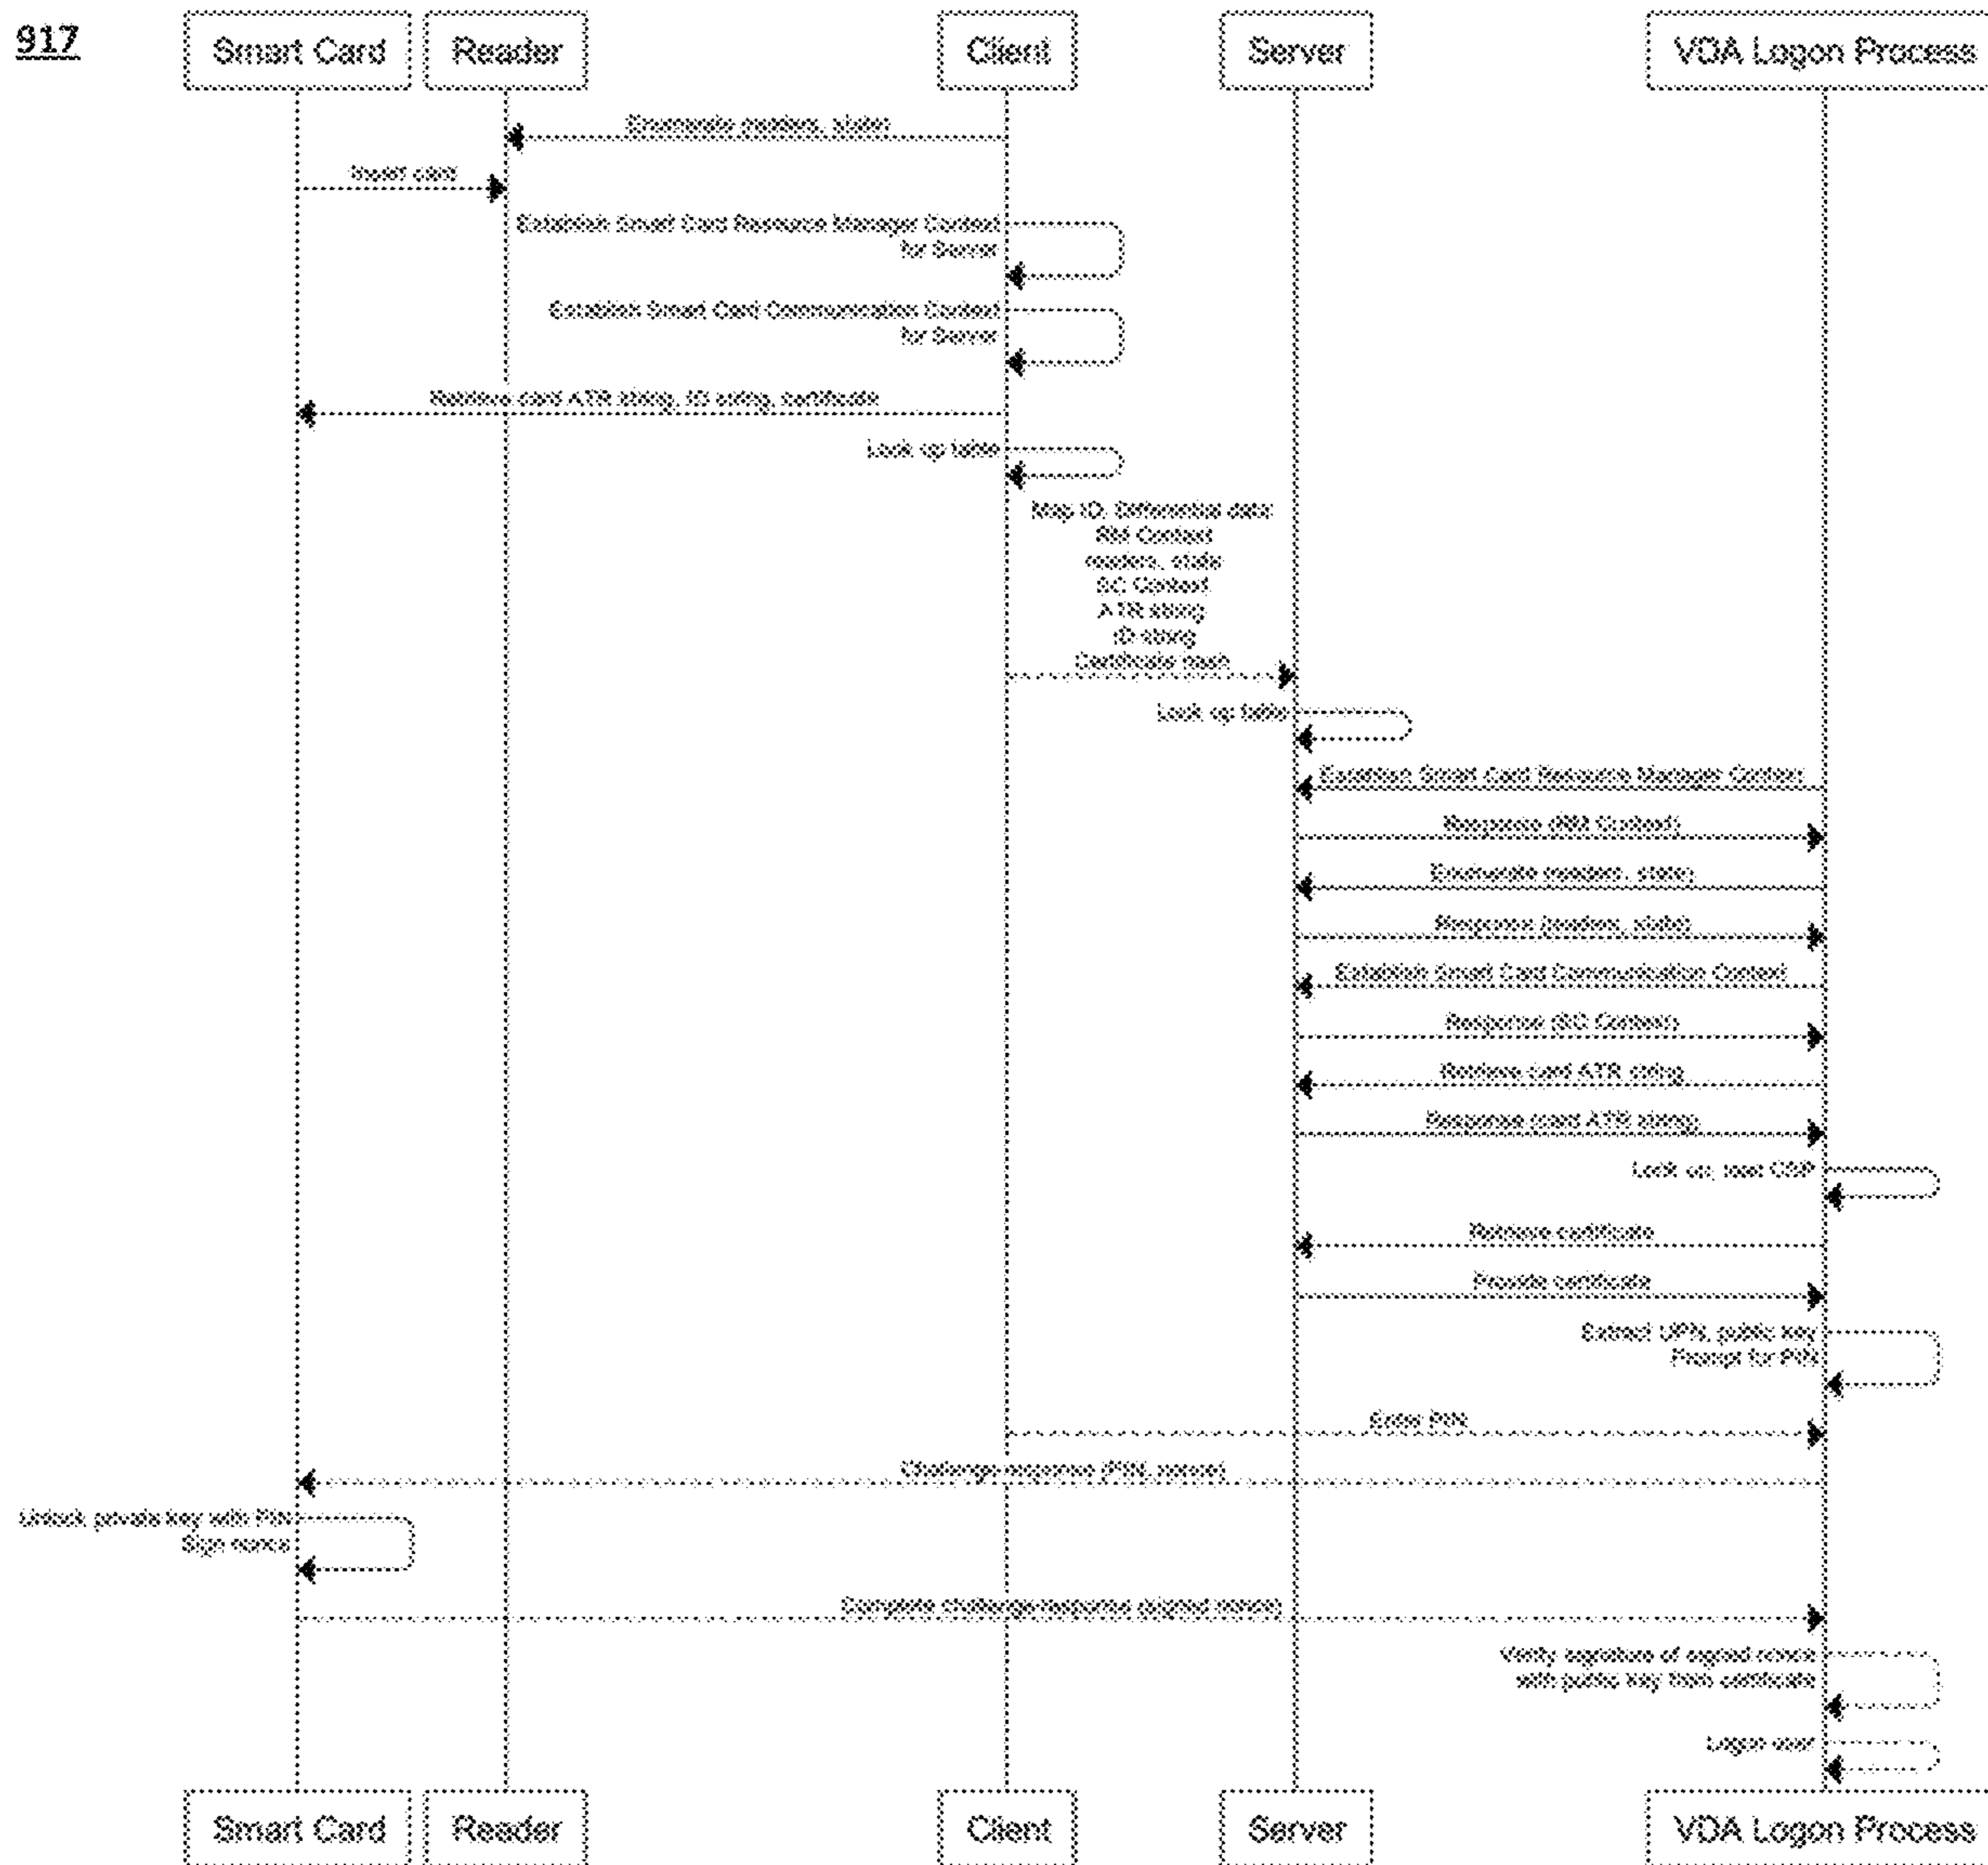 917
Smart Card
Reader
Client
Server
VDA Logon Process
Enumerate readers, state
Insert card
Establish Smart Card Resource Manager Context
for Server
Establish Smart Card Communication Context
for Server
Retrieve card ATR string, ID string, certificate
Look up table
Map ID, Differential data:
RM Context
readers, state
SC Context
ATR string
ID string
Certificate hash
Look up table
Establish Smart Card Resource Manager Context
Response (RM Context)
Enumerate readers, state
Response (readers, state)
Establish Smart Card Communication Context
Response (SC Context)
Retrieve card ATR string
Response (card ATR string)
Look up, load CSP
Retrieve certificate
Provide certificate
Extract UPN, public key
Prompt for PIN
Enter PIN
Challenge-response (PIN, nonce)
Unlock private key with PIN
Sign nonce
Complete challenge-response (signed nonce)
Verify signature of signed nonce
with public key from certificate
Logon user
Smart Card
Reader
Client
Server
VDA Logon Process